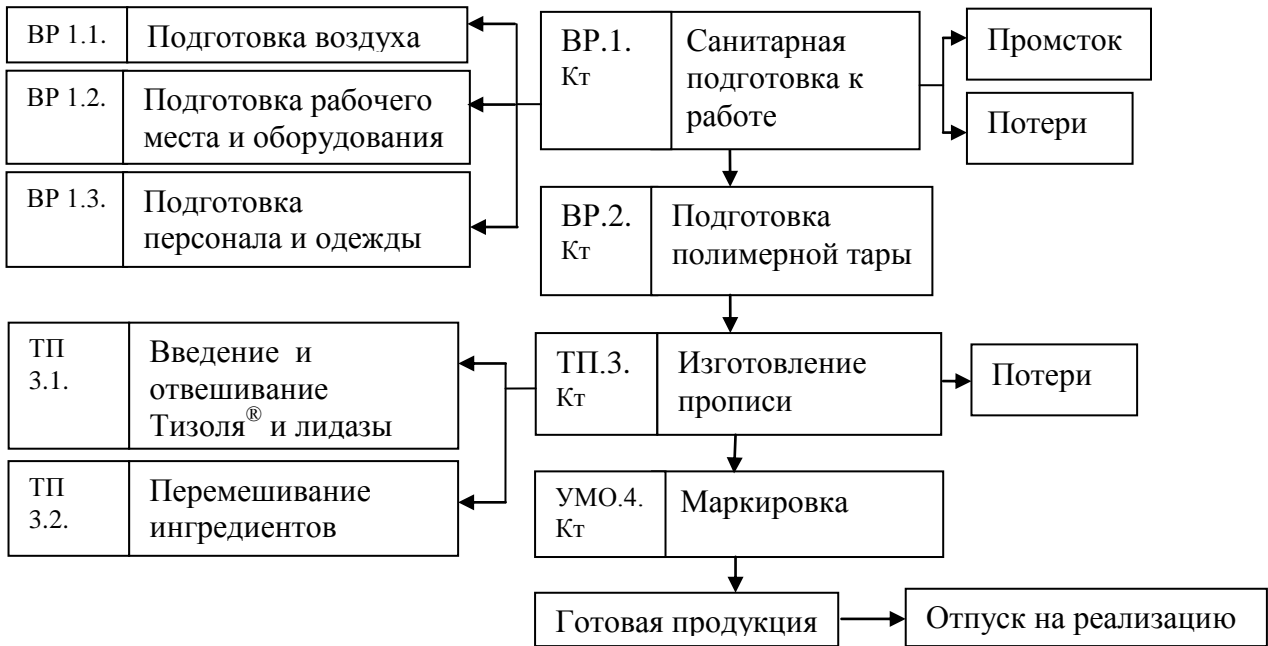 ВР 1.1.
Подготовка воздуха
ВР 1.2.
Подготовка рабочего
места и оборудования
ВР 1.3.
Подготовка
персонала и одежды
ВР.1.
Кт
Санитарная
подготовка к
работе
Промсток
Потери
ВР.2.
Кт
Подготовка
полимерной тары
ТП
3.1.
Введение и
отвешивание
Тизоля® и лидазы
ТП
3.2.
Перемешивание
ингредиентов
ТП.3.
Кт
Изготовление
прописи
Потери
УМО.4.
Кт
Маркировка
Готовая продукция
Отпуск на реализацию